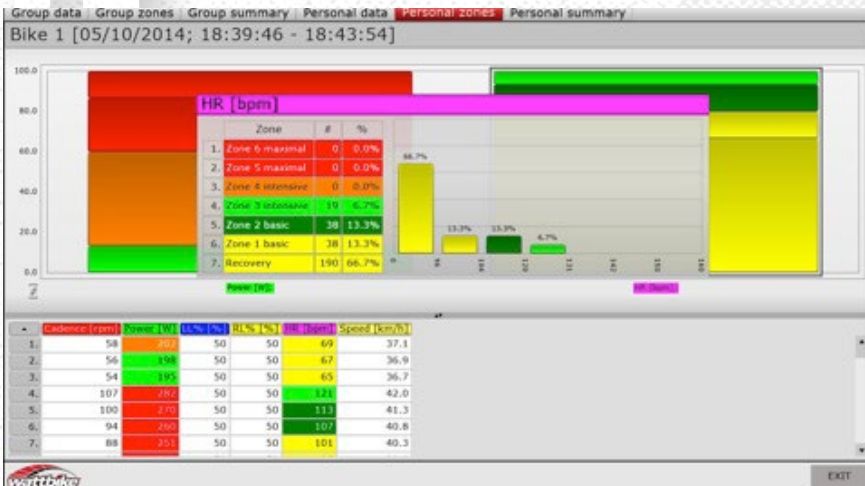 Group data Group zones Group summary Personal data Personal zones Personal summary
Bike 1 [05/10/2014; 18:39:46 - 18:43:54]
100.0
80.0
60.0
40.0
20.0
0.0
[%]
HR [bpm]
Zone # %
1. Zone 6 maximal 0 0.0%
2. Zone 5 maximal 0 0.0%
3. Zone 4 intensive 0 0.0%
4. Zone 3 intensive 19 6.7%
5. Zone 2 basic 38 13.3%
6. Zone 1 basic 38 13.3%
7. Recovery 190 66.7%
66.7%
13.3%
13.3%
6.7%
Power [W]:
HR [bpm]:
Cadence [rpm] Power [W] LL% [%] RL% [%] HR [bpm] Speed [km/h]
1. 58 202 50 50 69 37.1
2. 56 198 50 50 67 36.9
3. 54 195 50 50 65 36.7
4. 107 282 50 50 121 42.0
5. 100 270 50 50 113 41.3
6. 94 260 50 50 107 40.8
7. 88 251 50 50 101 40.3
wattbike
EXIT